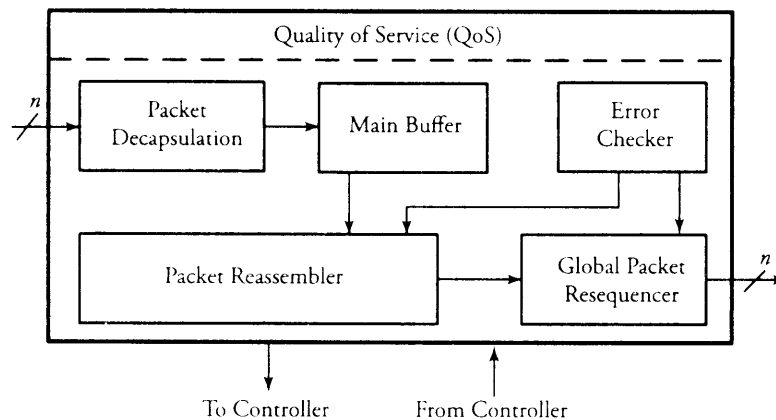 Quality of Service (QoS)
n
Packet
Decapsulation
Main Buffer
Error
Checker
Packet Reassembler
Global Packet
Resequencer
n
To Controller
From Controller